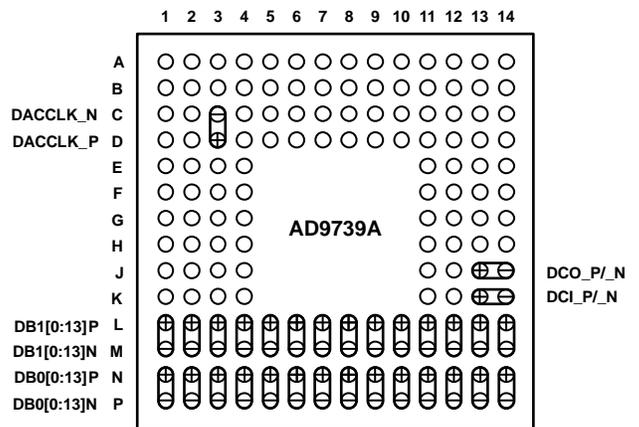 1 2 3 4 5 6 7 8 9 10 11 12 13 14
A
B
DACCLK_N C
DACCLK_P D
E
F
G
AD9739A
H
J DCO_P/_N
K DCI_P/_N
DB1[0:13]P L
DB1[0:13]N M
DB0[0:13]P N
DB0[0:13]N P